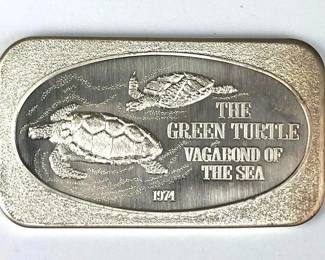 THE
GREEN TURTLE
VAGABOND OF
THE SEA
1974